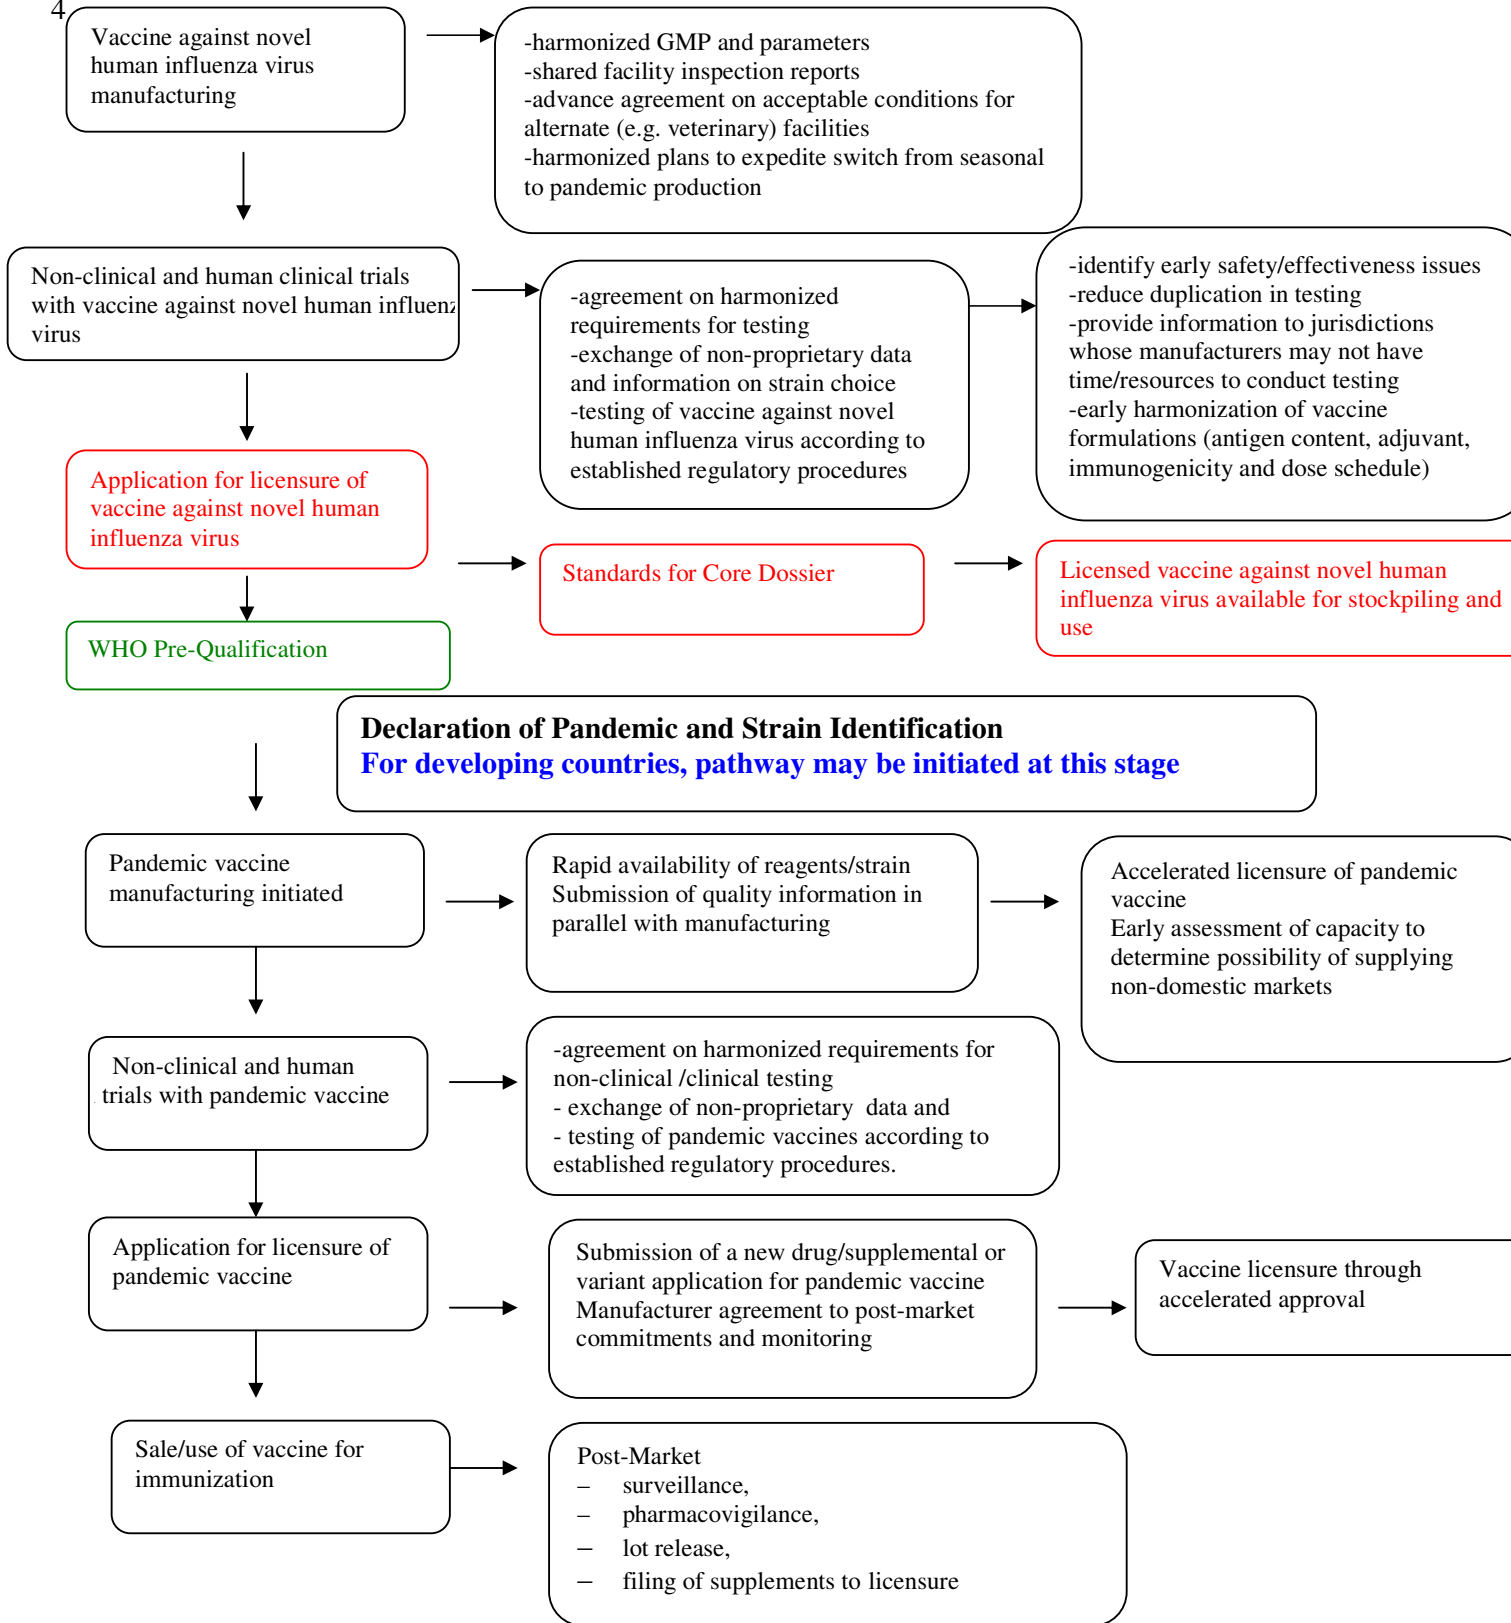 4
Vaccine against novel
human influenza virus
manufacturing
-harmonized GMP and parameters
-shared facility inspection reports
-advance agreement on acceptable conditions for
alternate (e.g. veterinary) facilities
-harmonized plans to expedite switch from seasonal
to pandemic production
Non-clinical and human clinical trials
with vaccine against novel human influenz
virus
-agreement on harmonized
requirements for testing
-exchange of non-proprietary data
and information on strain choice
-testing of vaccine against novel
human influenza virus according to
established regulatory procedures
-identify early safety/effectiveness issues
-reduce duplication in testing
-provide information to jurisdictions
whose manufacturers may not have
time/resources to conduct testing
-early harmonization of vaccine
formulations (antigen content, adjuvant,
immunogenicity and dose schedule)
Application for licensure of
vaccine against novel human
influenza virus
Standards for Core Dossier
Licensed vaccine against novel human
influenza virus available for stockpiling and
use
WHO Pre-Qualification
Declaration of Pandemic and Strain Identification
For developing countries, pathway may be initiated at this stage
Pandemic vaccine
manufacturing initiated
Rapid availability of reagents/strain
Submission of quality information in
parallel with manufacturing
Accelerated licensure of pandemic
vaccine
Early assessment of capacity to
determine possibility of supplying
non-domestic markets
Non-clinical and human
. trials with pandemic vaccine
-agreement on harmonized requirements for
non-clinical /clinical testing
- exchange of non-proprietary  data and
- testing of pandemic vaccines according to
established regulatory procedures.
Application for licensure of
pandemic vaccine
Submission of a new drug/supplemental or
variant application for pandemic vaccine
Manufacturer agreement to post-market
commitments and monitoring
Vaccine licensure through
accelerated approval
Sale/use of vaccine for
immunization
Post-Market
– surveillance,
– pharmacovigilance,
– lot release,
– filing of supplements to licensure